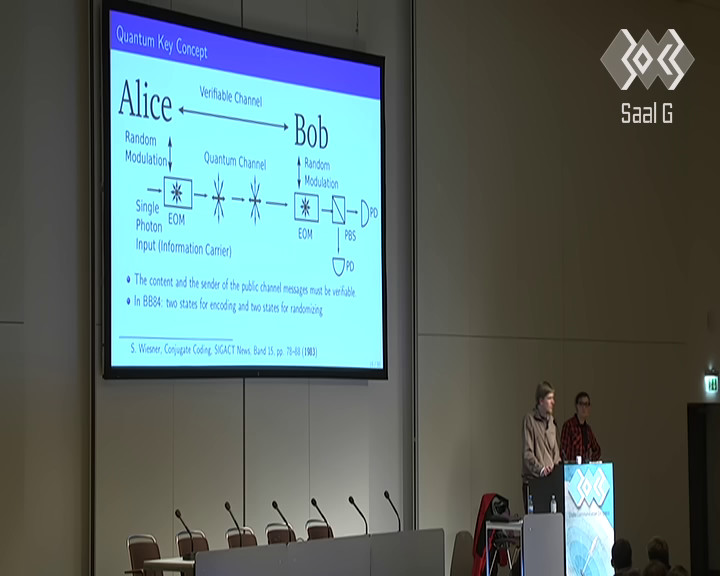 Quantum Key Concept
Saal G
Alice
Verifiable Channel
Bob
Random
Modulation
Quantum Channel
Random
Modulation
Single
Photon
Input (Information Carrier)
EOM
EOM
PBS
PD
PD
The content and the sender of the public channel messages must be verifiable.
In BB84: two states for encoding and two states for randomizing
S. Wiesner, Conjugate Coding, SIGACT News, Band 15, pp. 78–88 (1983)